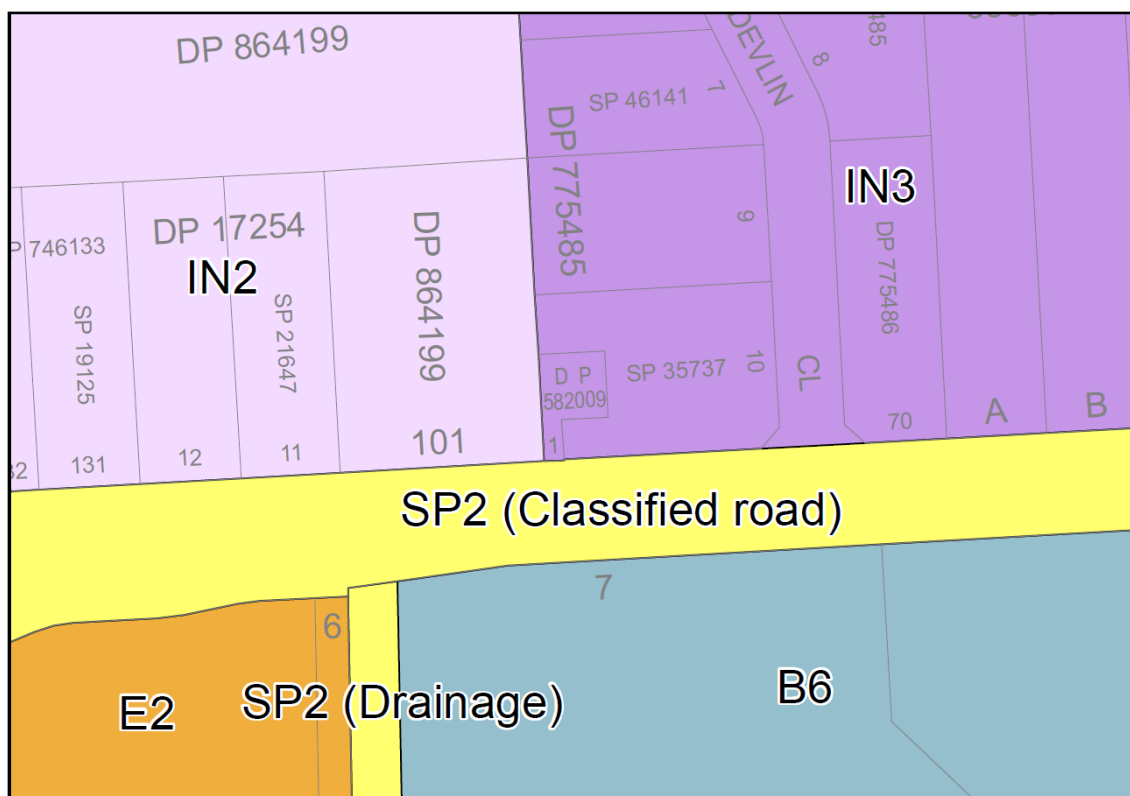 DP 864199
SP 46141
7
DEVLIN
8
485
DP 775485
IN3
DP 17254
746133
IN2
DP 864199
9
DP 775486
SP 19125
SP 21647
D P
582009
SP 35737
10
CL
1
70
A
B
131
12
11
101
SP2 (Classified road)
7
6
E2
SP2 (Drainage)
B6